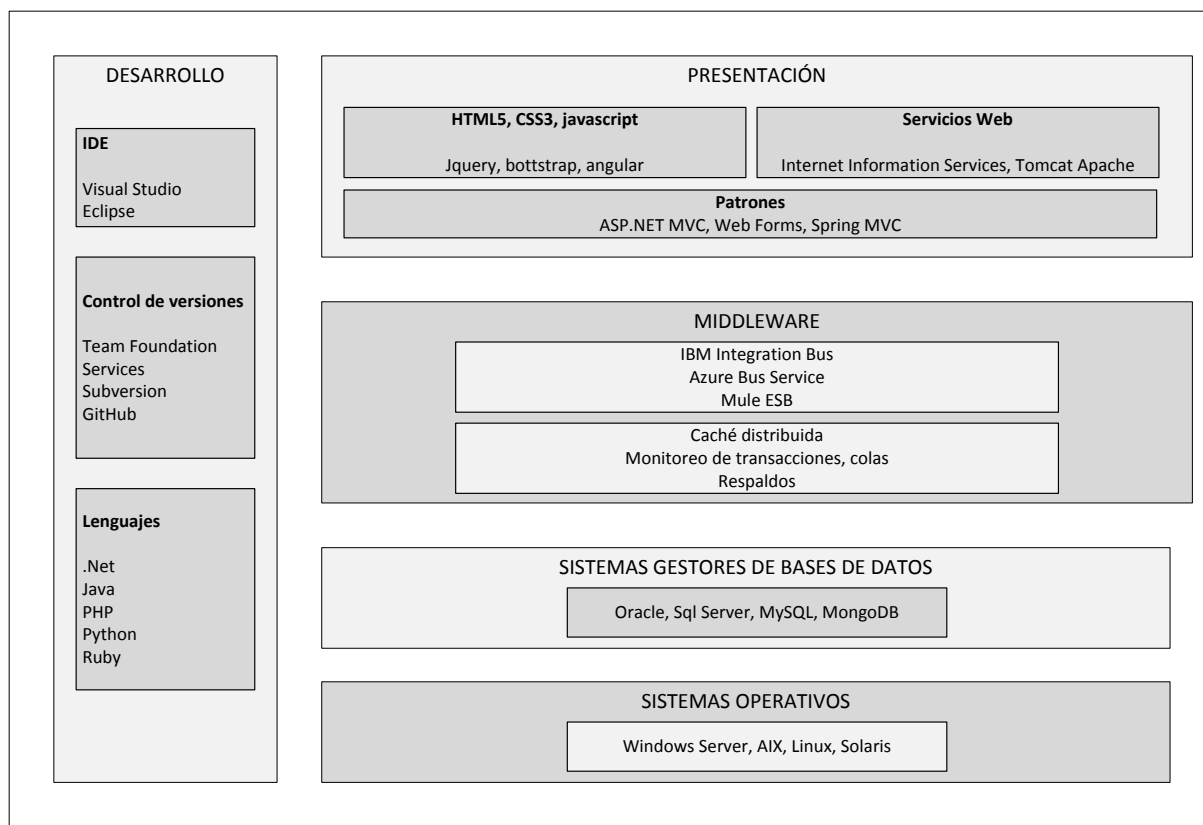 DESARROLLO
IDE
Visual Studio
Eclipse
Control de versiones
Team Foundation
Services
Subversion
GitHub
Lenguajes
.Net
Java
PHP
Python
Ruby
PRESENTACIÓN
HTML5, CSS3, javascript
Jquery, bottstrap, angular
Servicios Web
Internet Information Services, Tomcat Apache
Patrones
ASP.NET MVC, Web Forms, Spring MVC
MIDDLEWARE
IBM Integration Bus
Azure Bus Service
Mule ESB
Caché distribuida
Monitoreo de transacciones, colas
Respaldos
SISTEMAS GESTORES DE BASES DE DATOS
Oracle, Sql Server, MySQL, MongoDB
SISTEMAS OPERATIVOS
Windows Server, AIX, Linux, Solaris